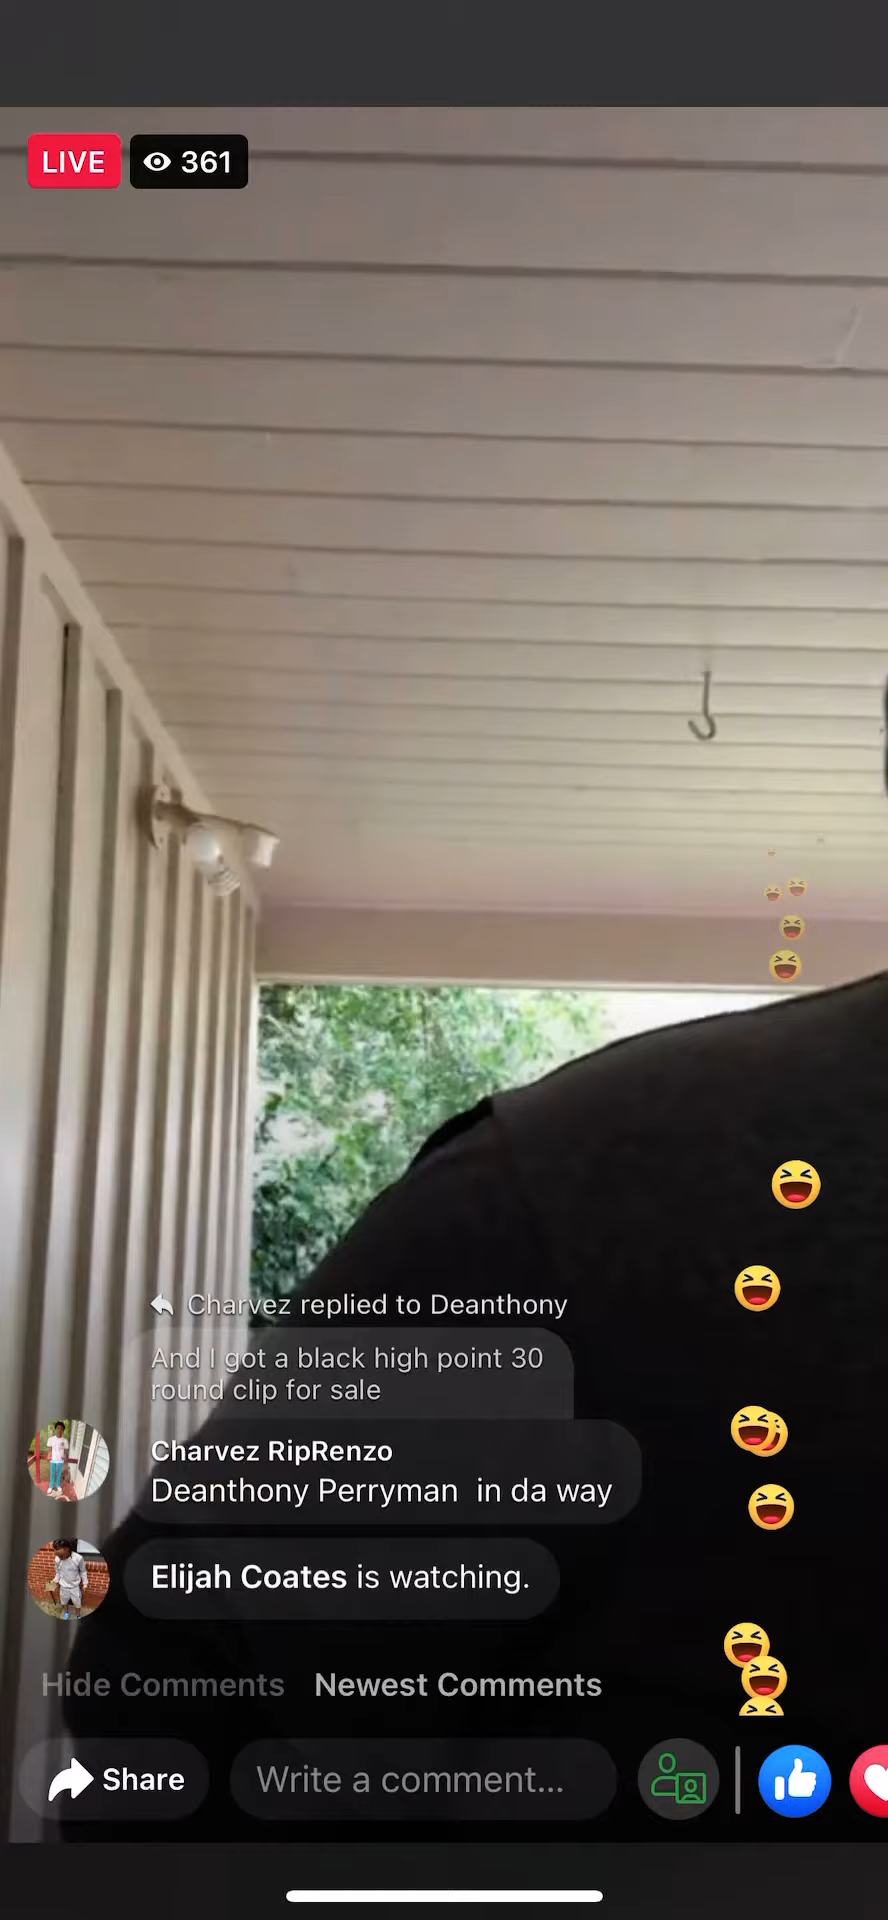 LIVE 361
Charvez replied to Deanthony
And I got a black high point 30
round clip for sale
Charvez RipRenzo
Deanthony Perryman in da way
Elijah Coates is watching.
Hide Comments Newest Comments
Share Write a comment...